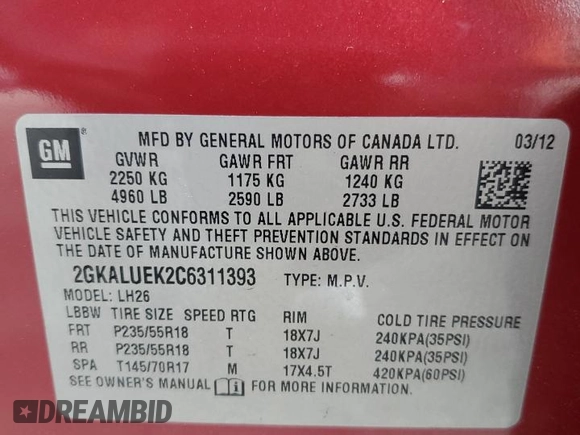 GM
MFD BY GENERAL MOTORS OF CANADA LTD. 03/12
GVWR GAWR FRT GAWR RR
2250 KG 1175 KG 1240 KG
4960 LB 2590 LB 2733 LB
THIS VEHICLE CONFORMS TO ALL APPLICABLE U.S. FEDERAL MOTOR
VEHICLE SAFETY AND THEFT PREVENTION STANDARDS IN EFFECT ON
THE DATE OF MANUFACTURE SHOWN ABOVE.
2GKALUEK2C6311393 TYPE: M.P.V.
MODEL: LH26
LBBW TIRE SIZE SPEED RTG RIM COLD TIRE PRESSURE
FRT P235/55R18 T 18X7J 240KPA(35PSI)
RR P235/55R18 T 18X7J 240KPA(35PSI)
SPA T145/70R17 M 17X4.5T 420KPA(60PSI)
SEE OWNER'S MANUAL FOR MORE INFORMATION
DREAMBID